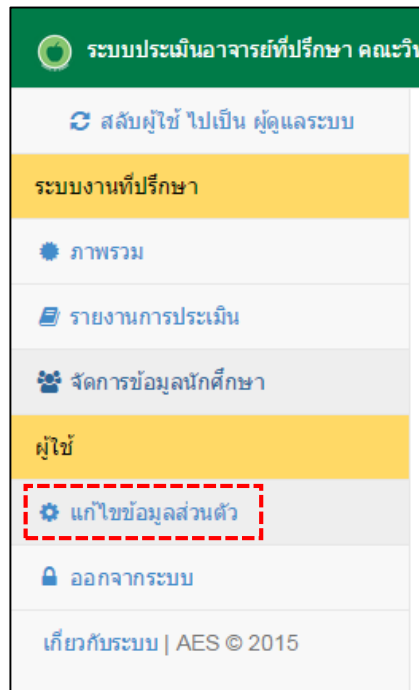 ระบบประเมินอาจารย์ที่ปรึกษา
สลับผู้ใช้ ไปเป็น ผู้ดูแลระบบ
ระบบงานที่ปรึกษา
ภาพรวม
รายงานการประเมิน
จัดการข้อมูลนักศึกษา
ผู้ใช้
แก้ไขข้อมูลส่วนตัว
ออกจากระบบ
เกี่ยวกับระบบ | AES © 2015